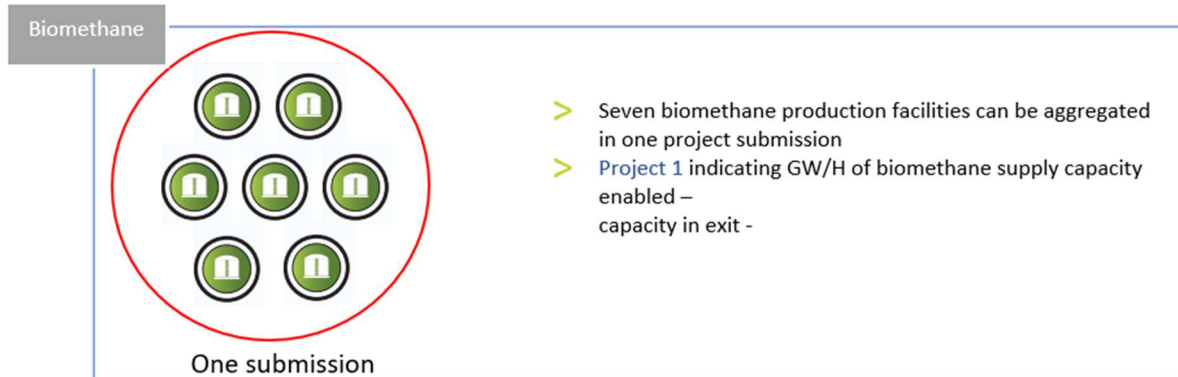 Biomethane
> Seven biomethane production facilities can be aggregated
in one project submission
> Project 1 indicating GW/H of biomethane supply capacity
enabled –
capacity in exit -
One submission